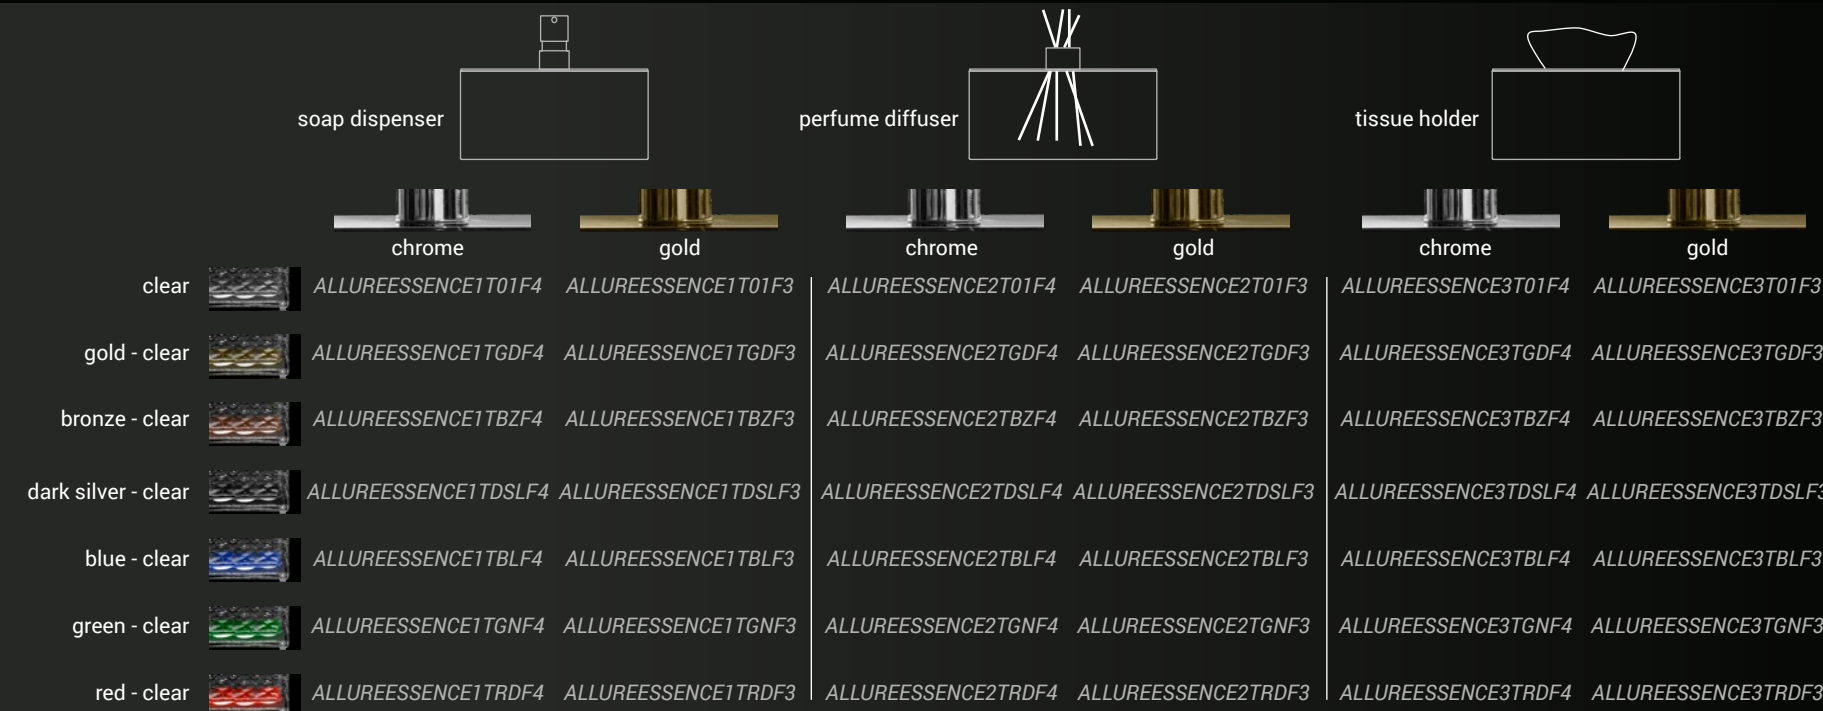 soap dispenser perfume diffuser tissue holder
chrome gold chrome gold chrome gold
clear ALLUREESSENCE1T01F4 ALLUREESSENCE1T01F3 ALLUREESSENCE2T01F4 ALLUREESSENCE2T01F3 ALLUREESSENCE3T01F4 ALLUREESSENCE3T01F3
gold - clear ALLUREESSENCE1TGDF4 ALLUREESSENCE1TGDF3 ALLUREESSENCE2TGDF4 ALLUREESSENCE2TGDF3 ALLUREESSENCE3TGDF4 ALLUREESSENCE3TGDF3
bronze - clear ALLUREESSENCE1TBZF4 ALLUREESSENCE1TBZF3 ALLUREESSENCE2TBZF4 ALLUREESSENCE2TBZF3 ALLUREESSENCE3TBZF4 ALLUREESSENCE3TBZF3
dark silver - clear ALLUREESSENCE1TDSLF4 ALLUREESSENCE1TDSLF3 ALLUREESSENCE2TDSLF4 ALLUREESSENCE2TDSLF3 ALLUREESSENCE3TDSLF4 ALLUREESSENCE3TDSLF3
blue - clear ALLUREESSENCE1TBLF4 ALLUREESSENCE1TBLF3 ALLUREESSENCE2TBLF4 ALLUREESSENCE2TBLF3 ALLUREESSENCE3TBLF4 ALLUREESSENCE3TBLF3
green - clear ALLUREESSENCE1TGNF4 ALLUREESSENCE1TGNF3 ALLUREESSENCE2TGNF4 ALLUREESSENCE2TGNF3 ALLUREESSENCE3TGNF4 ALLUREESSENCE3TGNF3
red - clear ALLUREESSENCE1TRDF4 ALLUREESSENCE1TRDF3 ALLUREESSENCE2TRDF4 ALLUREESSENCE2TRDF3 ALLUREESSENCE3TRDF4 ALLUREESSENCE3TRDF3